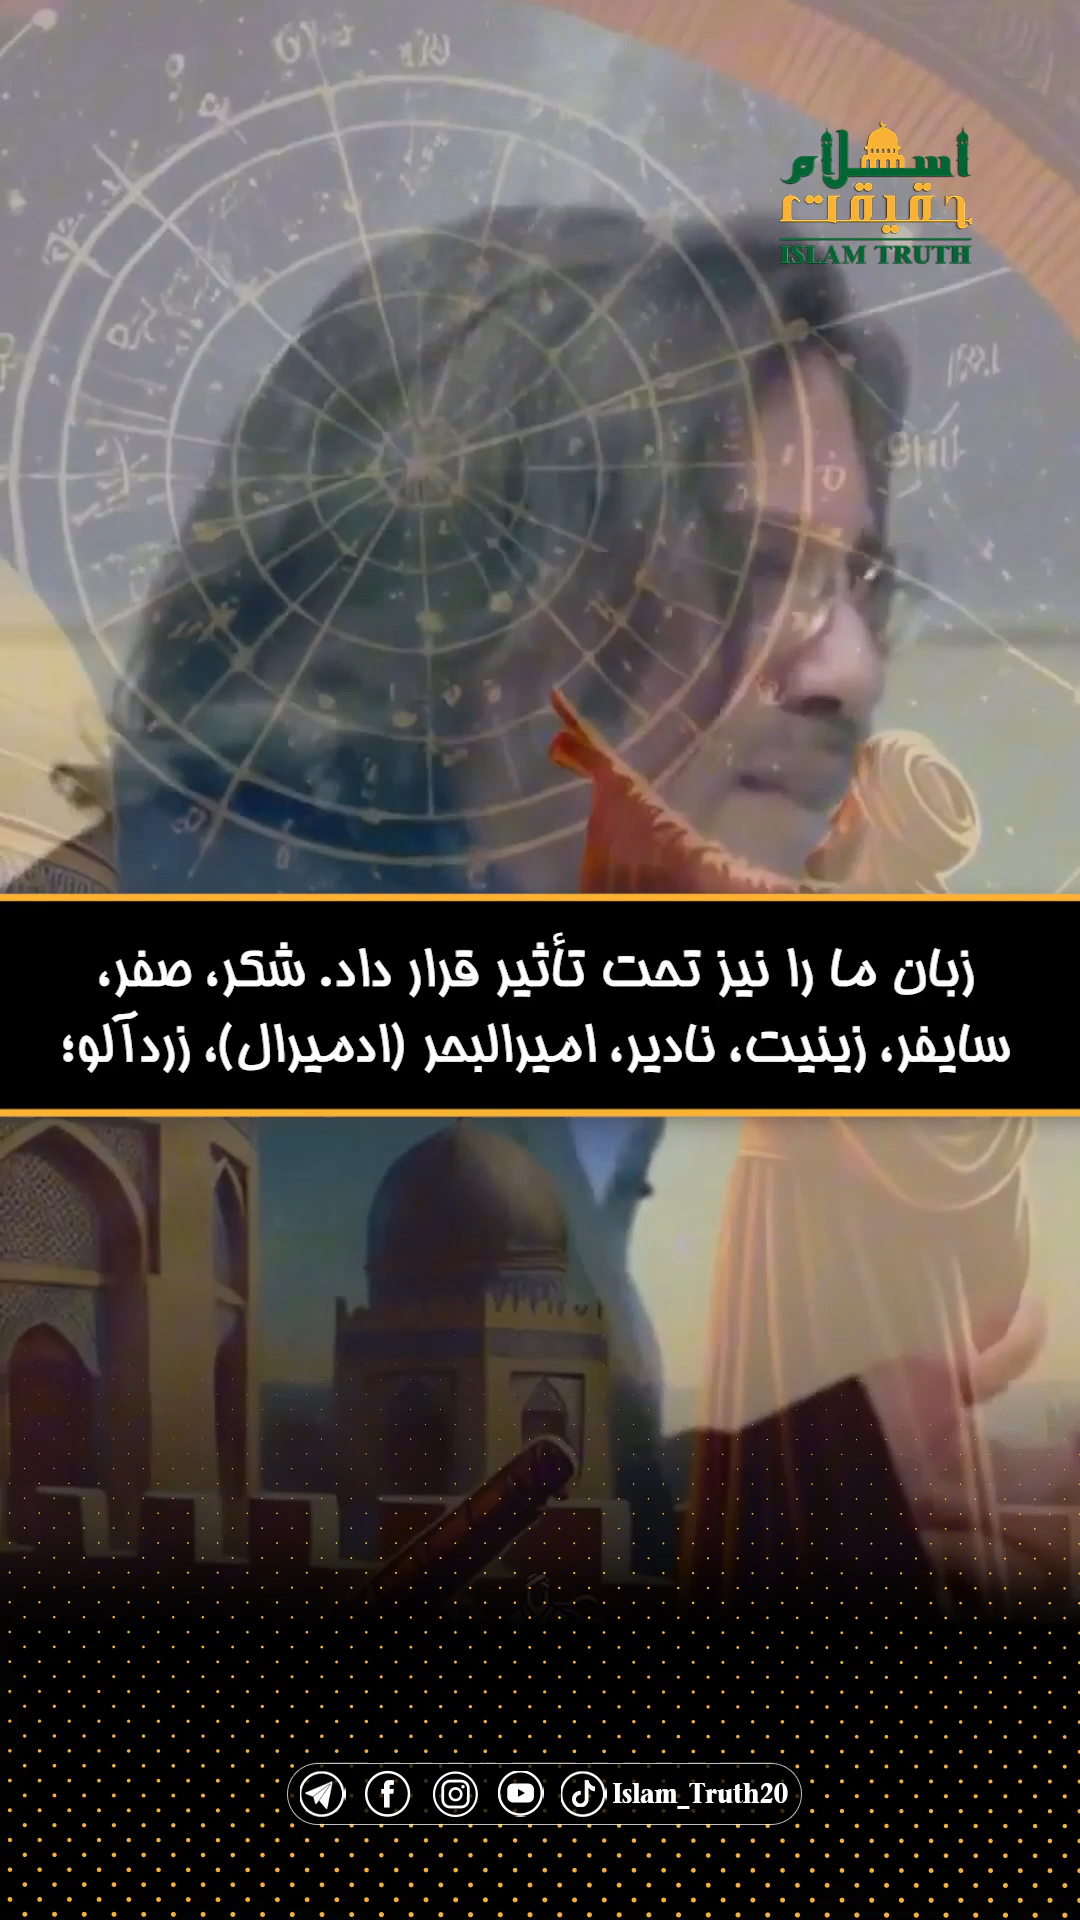 اسلام
حقیقت
ISLAM TRUTH
زبان ما را نیز تحت تأثیر قرار داد. شکر، صفر،
سایفر، زینیت، نادیر، امیرالبحر (ادمیرال)، زردآلو؛
Islam_Truth20